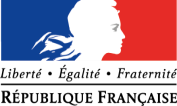 Liberté • Égalité • Fraternité
RÉPUBLIQUE FRANÇAISE